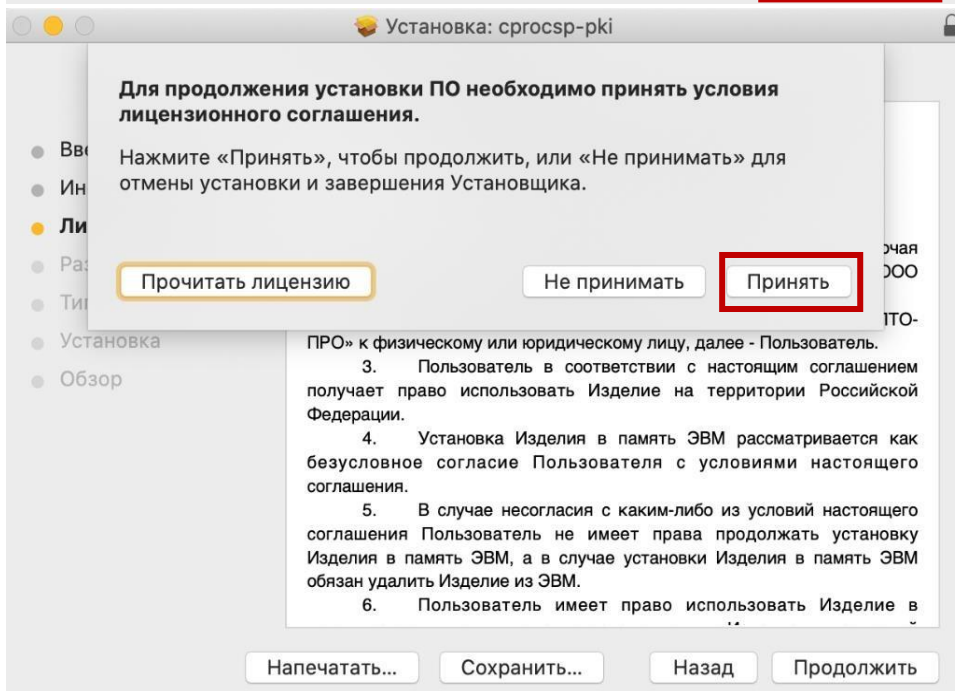 Установка: cprocsp-pki
Для продолжения установки ПО необходимо принять условия
лицензионного соглашения.
Нажмите «Принять», чтобы продолжить, или «Не принимать» для
отмены установки и завершения Установщика.
Прочитать лицензию
Не принимать
Принять
Установка
Обзор
ПРО» к физическому или юридическому лицу, далее - Пользователь.
3. Пользователь в соответствии с настоящим соглашением
получает право использовать Изделие на территории Российской
Федерации.
4. Установка Изделия в память ЭВМ рассматривается как
безусловное согласие Пользователя с условиями настоящего
соглашения.
5. В случае несогласия с каким-либо из условий настоящего
соглашения Пользователь не имеет права продолжать установку
Изделия в память ЭВМ, а в случае установки Изделия в память ЭВМ
обязан удалить Изделие из ЭВМ.
6. Пользователь имеет право использовать Изделие в
Напечатать...
Сохранить...
Назад
Продолжить